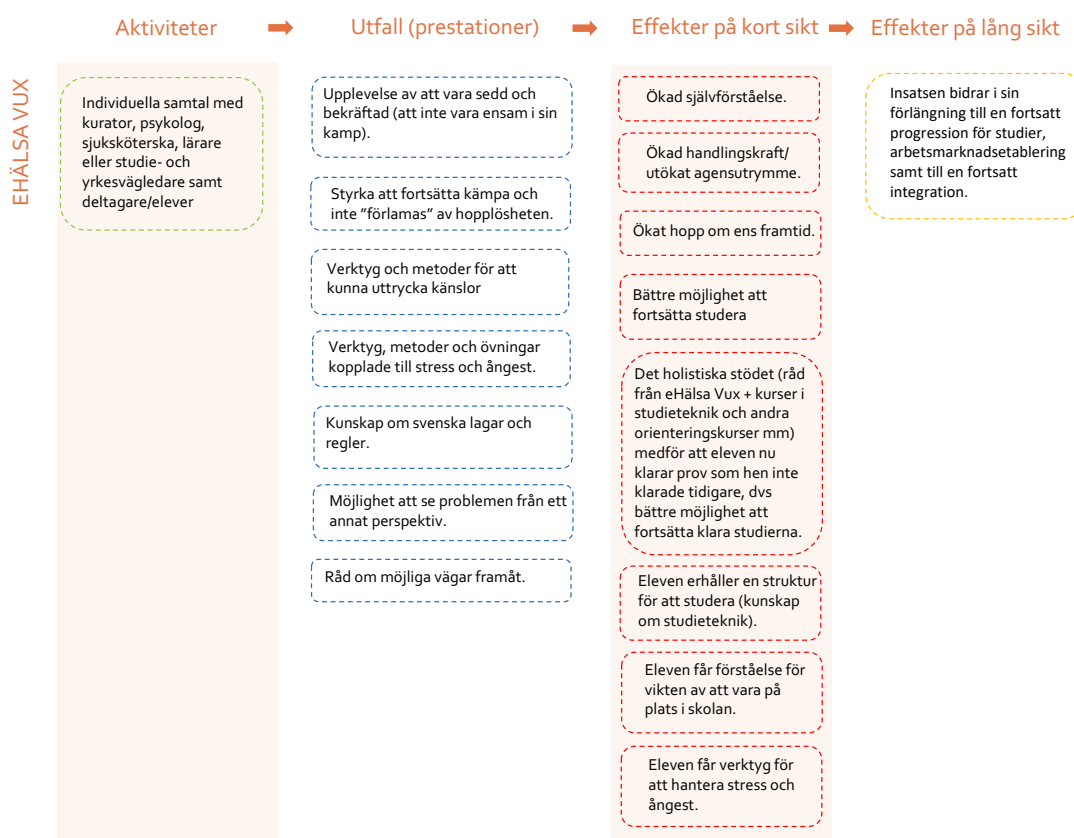 Aktiviteter
Utfall (prestationer)
Effekter på kort sikt
Effekter på lång sikt
EHÄLSA VUX
Individuella samtal med
kurator, psykolog,
sjuksköterska, lärare
eller studie- och
yrkesvägledare samt
deltagare/elever
Upplevelse av att vara sedd och
bekräftad (att inte vara ensam i sin
kamp).
Styrka att fortsätta kämpa och
inte ”förlamas” av hopplösheten.
Verktyg och metoder för att
kunna uttrycka känslor
Verktyg, metoder och övningar
kopplade till stress och ångest.
Kunskap om svenska lagar och
regler.
Möjlighet att se problemen från ett
annat perspektiv.
Råd om möjliga vägar framåt.
Ökad självförståelse.
Ökad handlingskraft/
utökat agensutrymme.
Ökat hopp om ens framtid.
Bättre möjlighet att
fortsätta studera
Det holistiska stödet (råd
från eHälsa Vux + kurser i
studieteknik och andra
orienteringskurser mm)
medför att eleven nu
klarar prov som hen inte
klarade tidigare, dvs
bättre möjlighet att
fortsätta klara studierna.
Eleven erhåller en struktur
för att studera (kunskap
om studieteknik).
Eleven får förståelse för
vikten av att vara på
plats i skolan.
Eleven får verktyg för
att hantera stress och
ångest.
Insatsen bidrar i sin
förlängning till en fortsatt
progression för studier,
arbetsmarknadsetablering
samt till en fortsatt
integration.